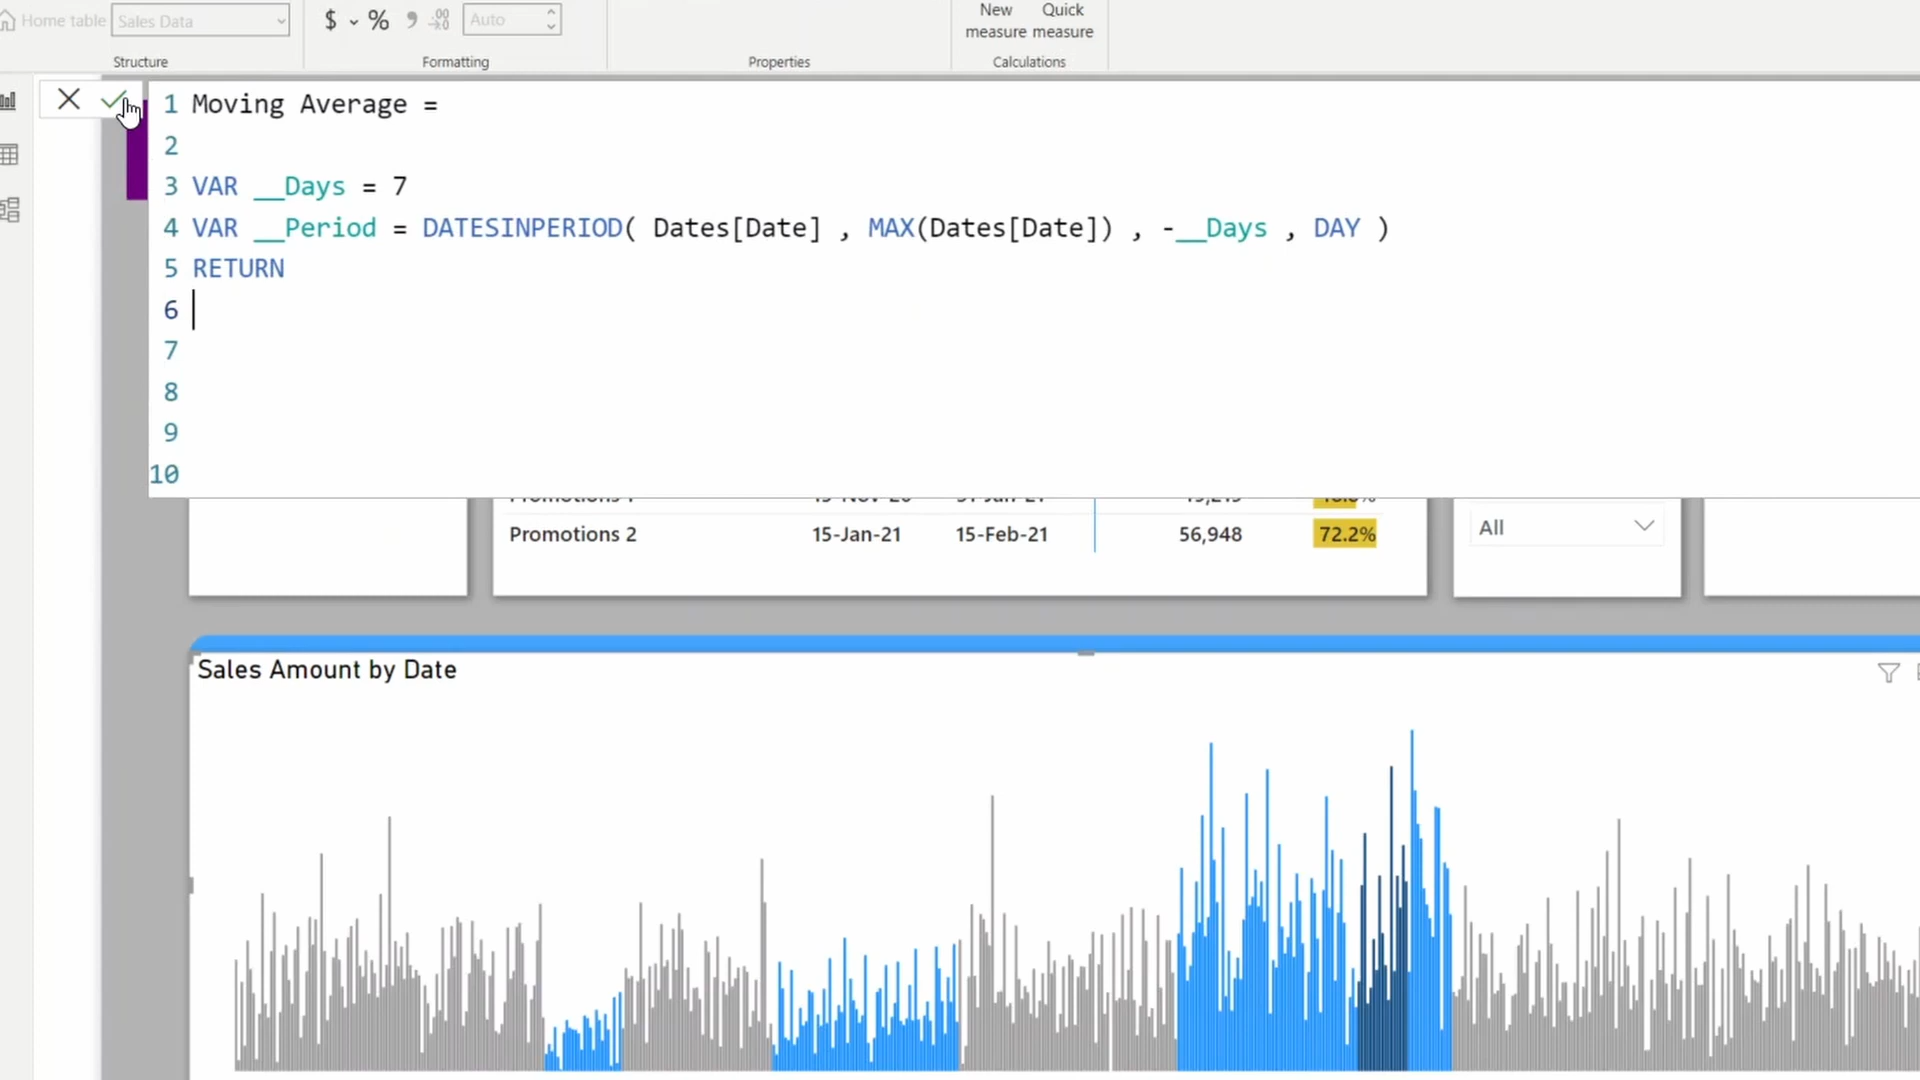 Home table Sales Data
$ % Auto
New measure
Quick measure
Structure
Formatting
Properties
Calculations
1 Moving Average =
2
3 VAR __Days = 7
4 VAR __Period = DATESINPERIOD( Dates[Date] , MAX(Dates[Date]) , -__Days , DAY )
5 RETURN
6
7
8
9
10
Promotions 2 15-Jan-21 15-Feb-21 56,948 72.2%
All
Sales Amount by Date